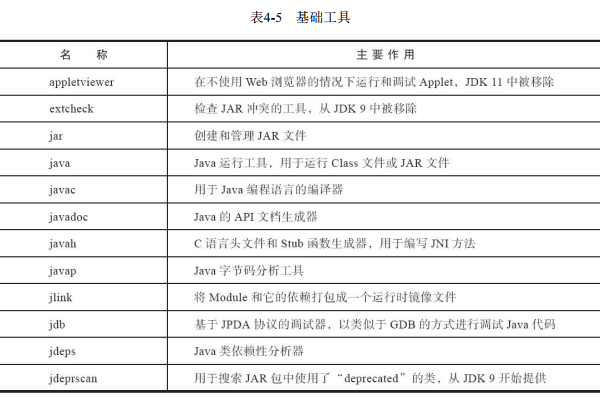 表4-5 基础工具
名 称 主要作用
appletviewer 在不使用 Web 浏览器的情况下运行和调试 Applet，JDK 11 中被移除
extcheck 检查 JAR 冲突的工具，从 JDK 9 中被移除
jar 创建和管理 JAR 文件
java Java 运行工具，用于运行 Class 文件或 JAR 文件
javac 用于 Java 编程语言的编译器
javadoc Java 的 API 文档生成器
javah C 语言头文件和 Stub 函数生成器，用于编写 JNI 方法
javap Java 字节码分析工具
jlink 将 Module 和它的依赖打包成一个运行时镜像文件
jdb 基于 JPDA 协议的调试器，以类似于 GDB 的方式进行调试 Java 代码
jdeps Java 类依赖性分析器
jdeprscan 用于搜索 JAR 包中使用了“deprecated”的类，从 JDK 9 开始提供